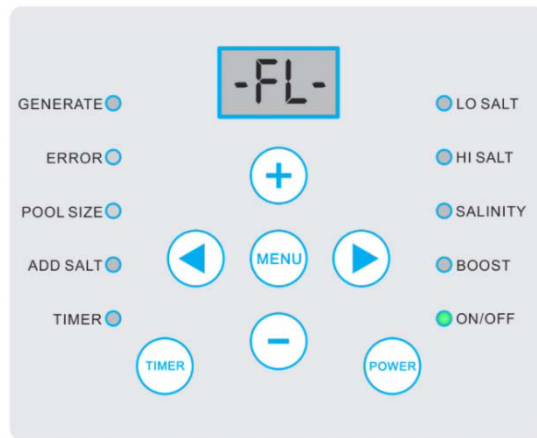 -FL-
GENERATE
LO SALT
ERROR
HI SALT
+
POOL SIZE
SALINITY
ADD SALT
MENU
BOOST
TIMER
ON/OFF
−
TIMER
POWER